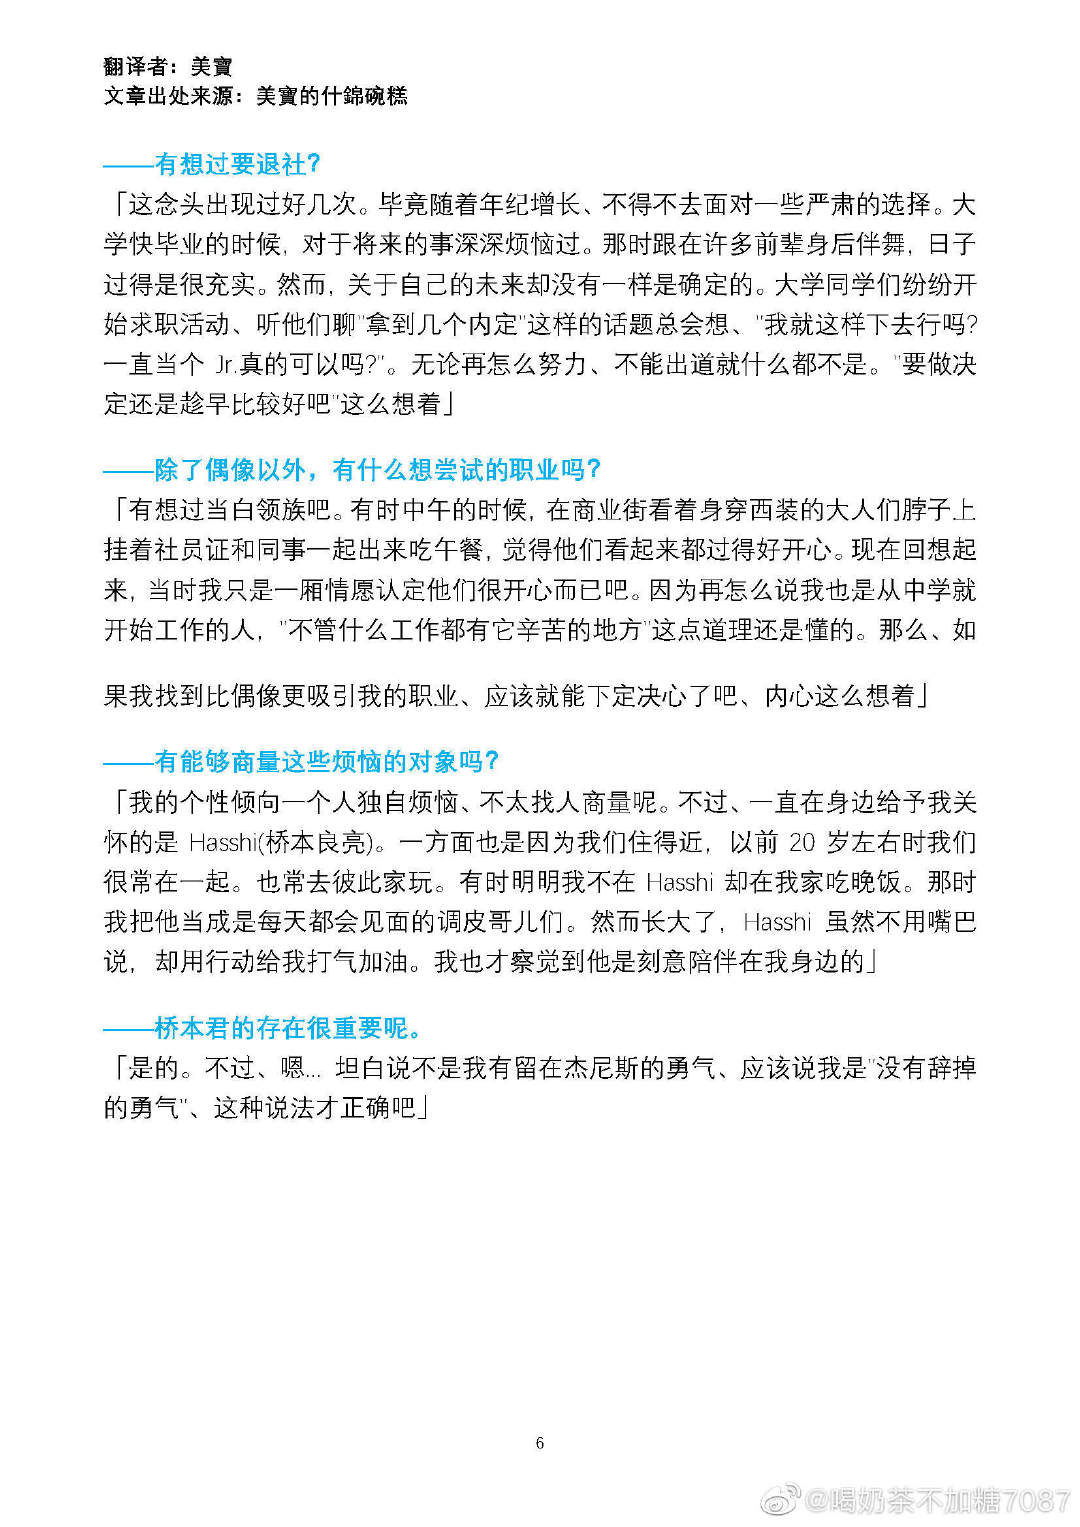 翻译者：美寶
文章出处来源：美寶的什錦碗糕
——有想过要退社？
「这念头出现过好几次。毕竟随着年纪增长、不得不去面对一些严肃的选择。大
学快毕业的时候，对于将来的事深深烦恼过。那时跟在许多前辈身后伴舞，日子
过得是很充实。然而，关于自己的未来却没有一样是确定的。大学同学们纷纷开
始求职活动、听他们聊"拿到几个内定"这样的话题总会想、"我就这样下去行吗?
一直当个 Jr.真的可以吗?"。无论再怎么努力、不能出道就什么都不是。"要做决
定还是趁早比较好吧"这么想着」
——除了偶像以外，有什么想尝试的职业吗？
「有想过当白领族吧。有时中午的时候，在商业街看着身穿西装的大人们脖子上
挂着社员证和同事一起出来吃午餐，觉得他们看起来都过得好开心。现在回想起
来，当时我只是一厢情愿认定他们很开心而已吧。因为再怎么说我也是从中学就
开始工作的人，"不管什么工作都有它辛苦的地方"这点道理还是懂的。那么、如
果我找到比偶像更吸引我的职业、应该就能下定决心了吧、内心这么想着」
——有能够商量这些烦恼的对象吗？
「我的个性倾向一个人独自烦恼、不太找人商量呢。不过、一直在身边给予我关
怀的是 Hasshi(桥本良亮)。一方面也是因为我们住得近，以前 20 岁左右时我们
很常在一起。也常去彼此家玩。有时明明我不在 Hasshi 却在我家吃晚饭。那时
我把他当成是每天都会见面的调皮哥儿们。然而长大了，Hasshi 虽然不用嘴巴
说，却用行动给我打气加油。我也才察觉到他是刻意陪伴在我身边的」
——桥本君的存在很重要呢。
「是的。不过、嗯... 坦白说不是我有留在杰尼斯的勇气、应该说我是"没有辞掉
的勇气"、这种说法才正确吧」
6
@喝奶茶不加糖7087